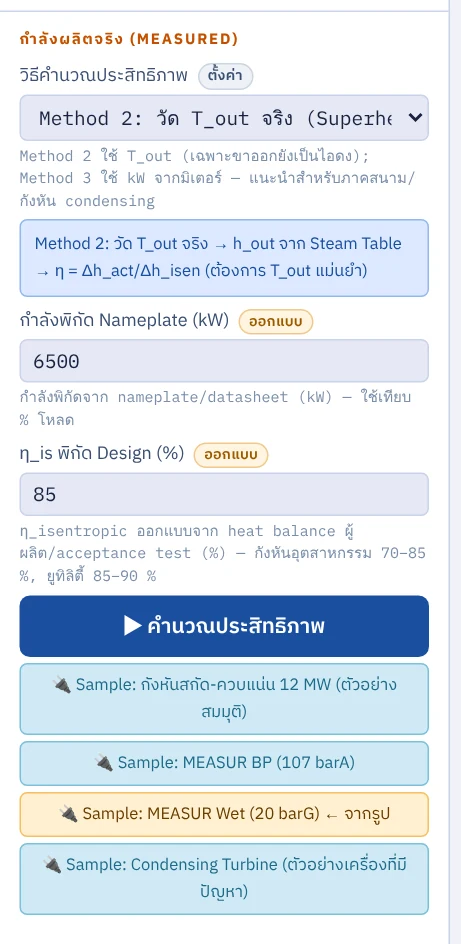 กำลังผลิตจริง (MEASURED)
วิธีคำนวณประสิทธิภาพ ตั้งค่า
Method 2: วัด T_out จริง (Superhe
Method 2 ใช้ T_out (เฉพาะขาออกยังเป็นไอดง);
Method 3 ใช้ kW จากมิเตอร์ — แนะนำสำหรับภาคสนาม/
กังหัน condensing
Method 2: วัด T_out จริง → h_out จาก Steam Table
→ η = Δh_act/Δh_isen (ต้องการ T_out แม่นยำ)
กำลังพิกัด Nameplate (kW) ออกแบบ
6500
กำลังพิกัดจาก nameplate/datasheet (kW) — ใช้เทียบ
% โหลด
η_is พิกัด Design (%) ออกแบบ
85
η_isentropic ออกแบบจาก heat balance ผู้
ผลิต/acceptance test (%) — กังหันอุตสาหกรรม 70–85
%, ยูทิลิตี้ 85–90 %
▶ คำนวณประสิทธิภาพ
🔌 Sample: กังหันสกัด-ควบแน่น 12 MW (ตัวอย่าง
สมมุติ)
🔌 Sample: MEASUR BP (107 barA)
🔌 Sample: MEASUR Wet (20 barG) ← จากรูป
🔌 Sample: Condensing Turbine (ตัวอย่างเครื่องที่มี
ปัญหา)